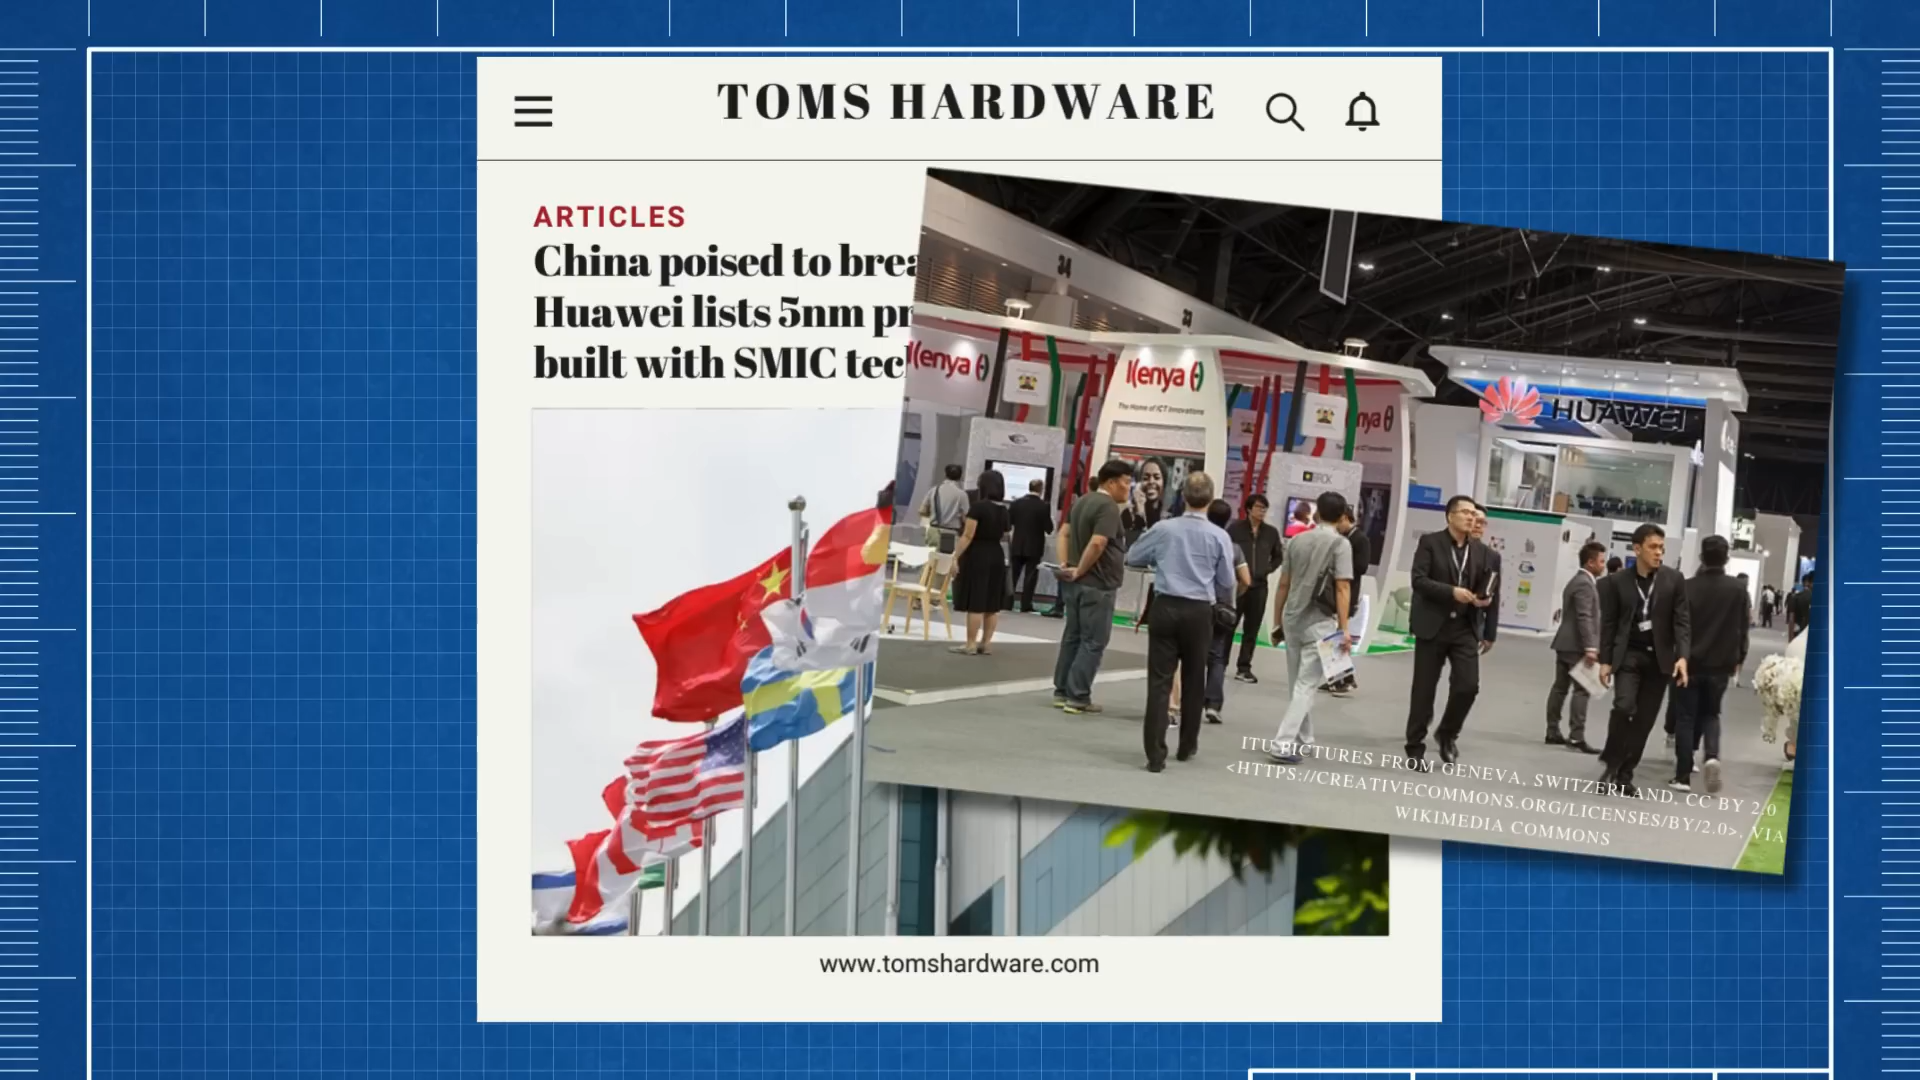 TOMS HARDWARE
ARTICLES
China poised to brea
Huawei lists 5nm pr
built with SMIC tec
34
33
Kenya
Kenya
The Home of ICT Innovations
HUAWEI
ITU PICTURES FROM GENEVA, SWITZERLAND, CC BY 2.0
<HTTPS://CREATIVECOMMONS.ORG/LICENSES/BY/2.0>, VIA
WIKIMEDIA COMMONS
www.tomshardware.com